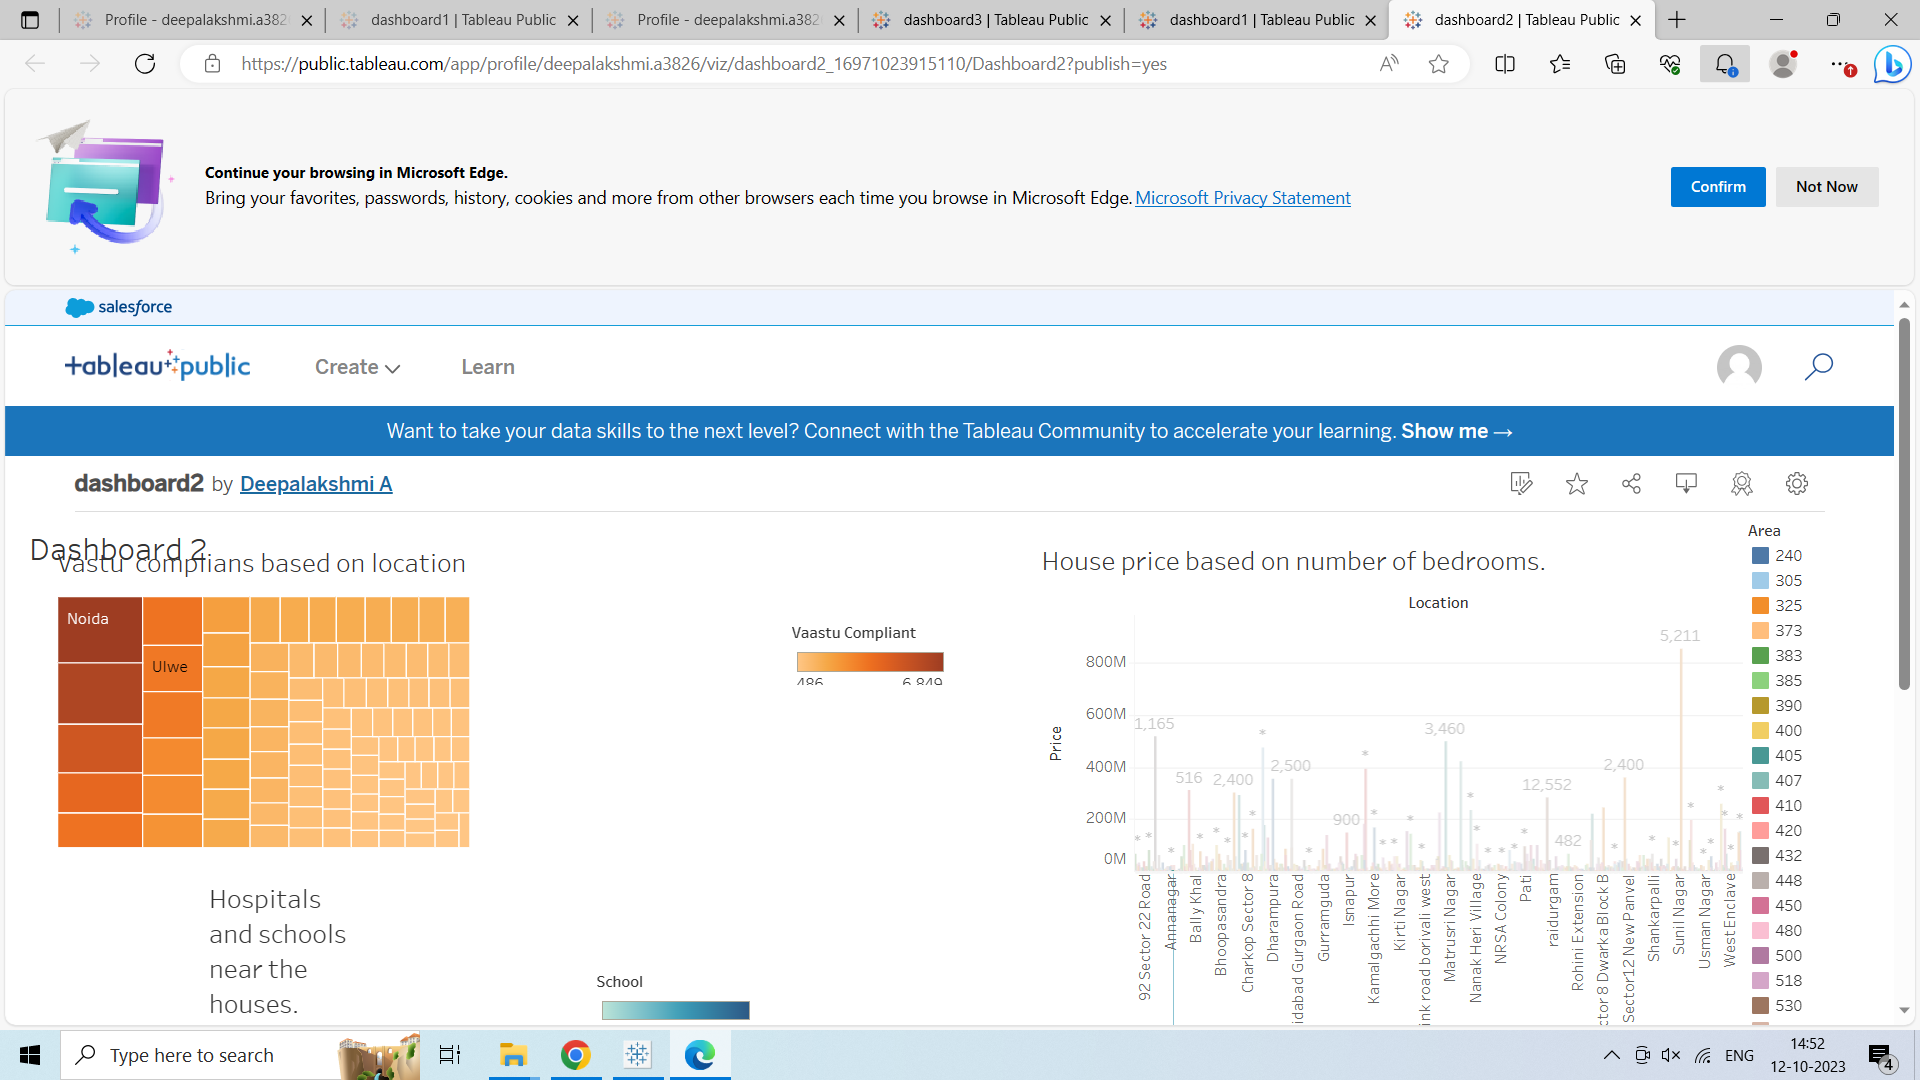 Profile - deepalakshmi.a382
dashboard1 | Tableau Public
Profile - deepalakshmi.a382
dashboard3 | Tableau Public
dashboard1 | Tableau Public
dashboard2 | Tableau Public
https://public.tableau.com/app/profile/deepalakshmi.a3826/viz/dashboard2_16971023915110/Dashboard2?publish=yes
Continue your browsing in Microsoft Edge.
Bring your favorites, passwords, history, cookies and more from other browsers each time you browse in Microsoft Edge. Microsoft Privacy Statement
Confirm
Not Now
salesforce
tableau public
Create
Learn
Want to take your data skills to the next level? Connect with the Tableau Community to accelerate your learning. Show me →
dashboard2 by Deepalakshmi A
Dashboard 2
Vastu complians based on location
Noida
Ulwe
Vaastu Compliant
486 6,849
Hospitals
and schools
near the
houses.
School
House price based on number of bedrooms.
Location
Price
800M
600M
400M
200M
0M
1,165
516
2,400
*
2,500
900
*
3,460
12,552
482
2,400
5,211
92 Sector 22 Road
Annanagar
Bally Khal
Bhoopasandra
Charkop Sector 8
Dharampura
idabad Gurgaon Road
Gurramguda
Isnapur
Kamalgachhi More
Kirti Nagar
ink road borivali west
Matrusri Nagar
Nanak Heri Village
NRSA Colony
Pati
raidurgam
Rohini Extension
ctor 8 Dwarka Block B
Sector12 New Panvel
Shankarpalli
Sunil Nagar
Usman Nagar
West Enclave
Area
240
305
325
373
383
385
390
400
405
407
410
420
432
448
450
480
500
518
530
Type here to search
ENG
14:52
12-10-2023
4